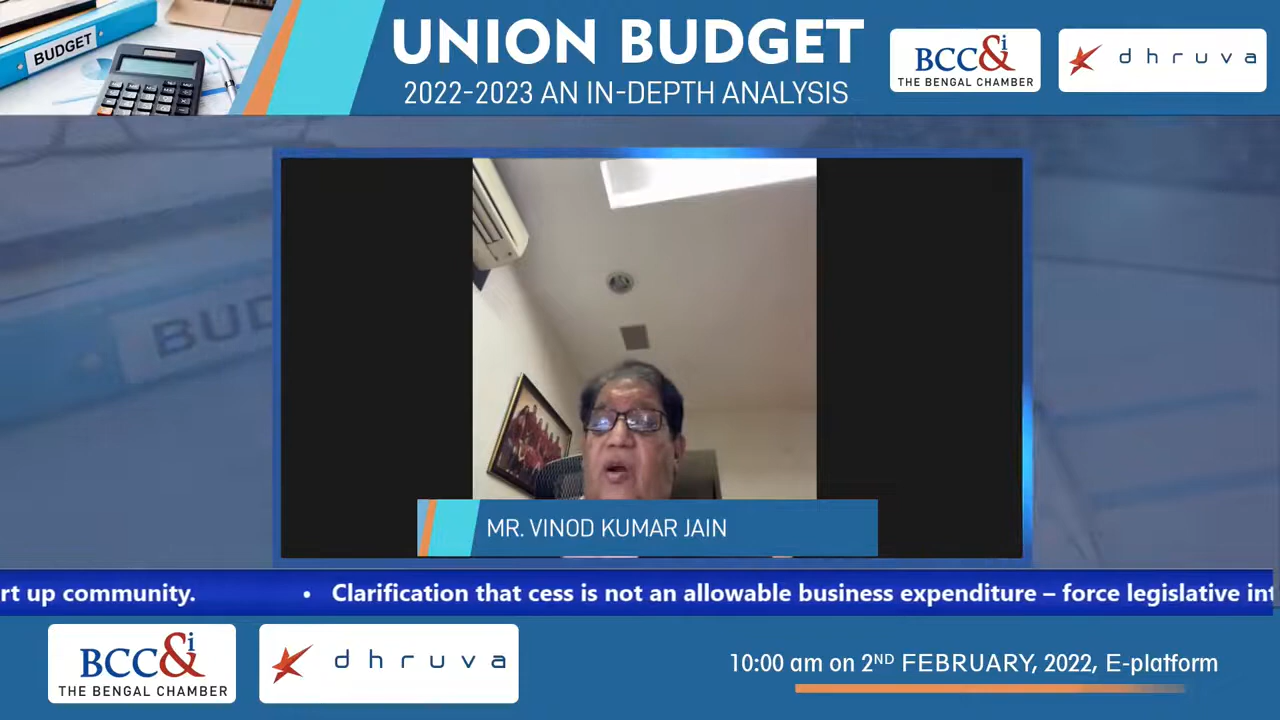 BUDGET
UNION BUDGET
2022-2023 AN IN-DEPTH ANALYSIS
BCC&i
THE BENGAL CHAMBER
dhruva
BUD
MR. VINOD KUMAR JAIN
rt up community. • Clarification that cess is not an allowable business expenditure – force legislative int
BCC&i
THE BENGAL CHAMBER
dhruva
10:00 am on 2ND FEBRUARY, 2022, E-platform